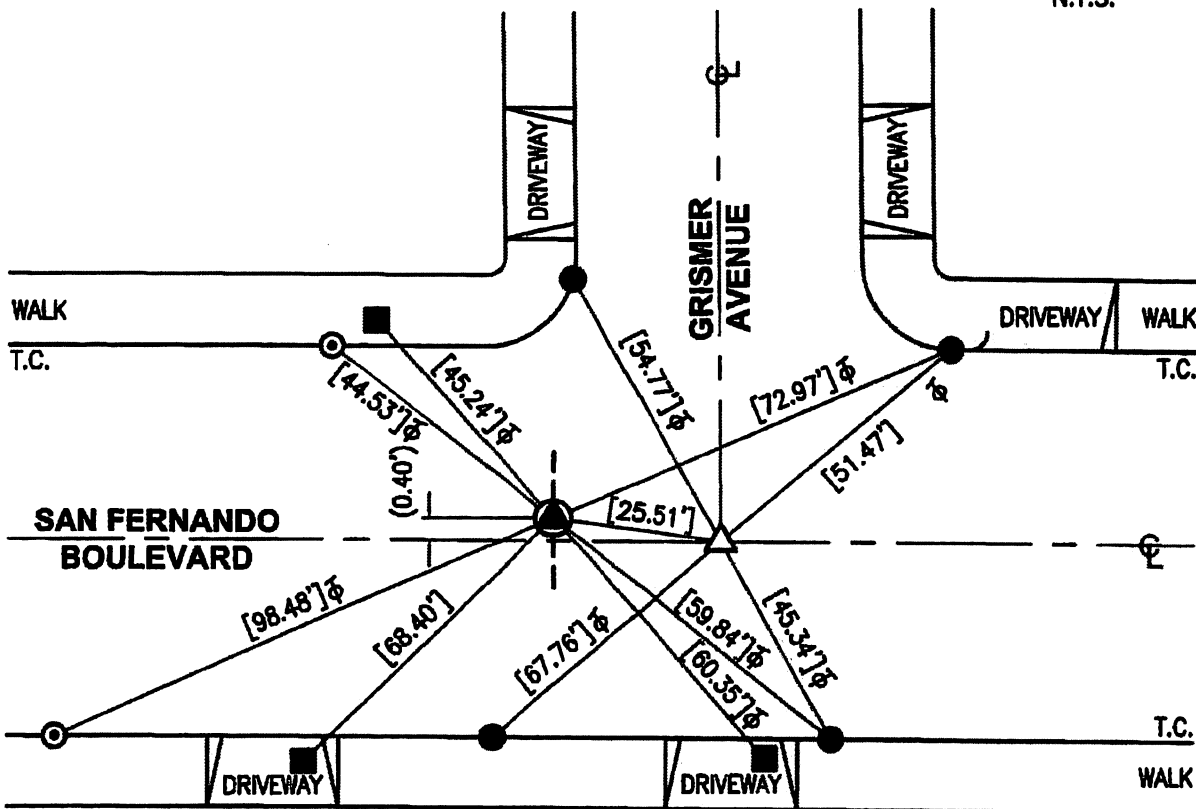 N.T.S.
℄
DRIVEWAY
DRIVEWAY
GRISMER
AVENUE
WALK
T.C.
DRIVEWAY
WALK
T.C.
[44.53']
[45.24']
[54.77']
[72.97']
[51.47']
(0.40')
[25.51']
SAN FERNANDO
BOULEVARD
℄
[98.48']
[68.40']
[67.76']
[59.84']
[60.35']
[45.34']
T.C.
DRIVEWAY
DRIVEWAY
WALK